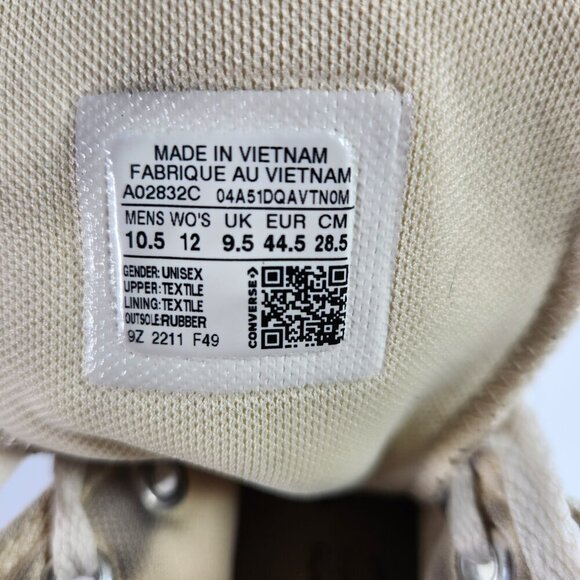 MADE IN VIETNAM
FABRIQUE AU VIETNAM
A02832C 04A51DQAVTN0M
MENS WO'S UK EUR CM
10.5 12 9.5 44.5 28.5
GENDER: UNISEX
UPPER: TEXTILE
LINING: TEXTILE
OUTSOLE: RUBBER
CONVERSE
9Z 2211 F49